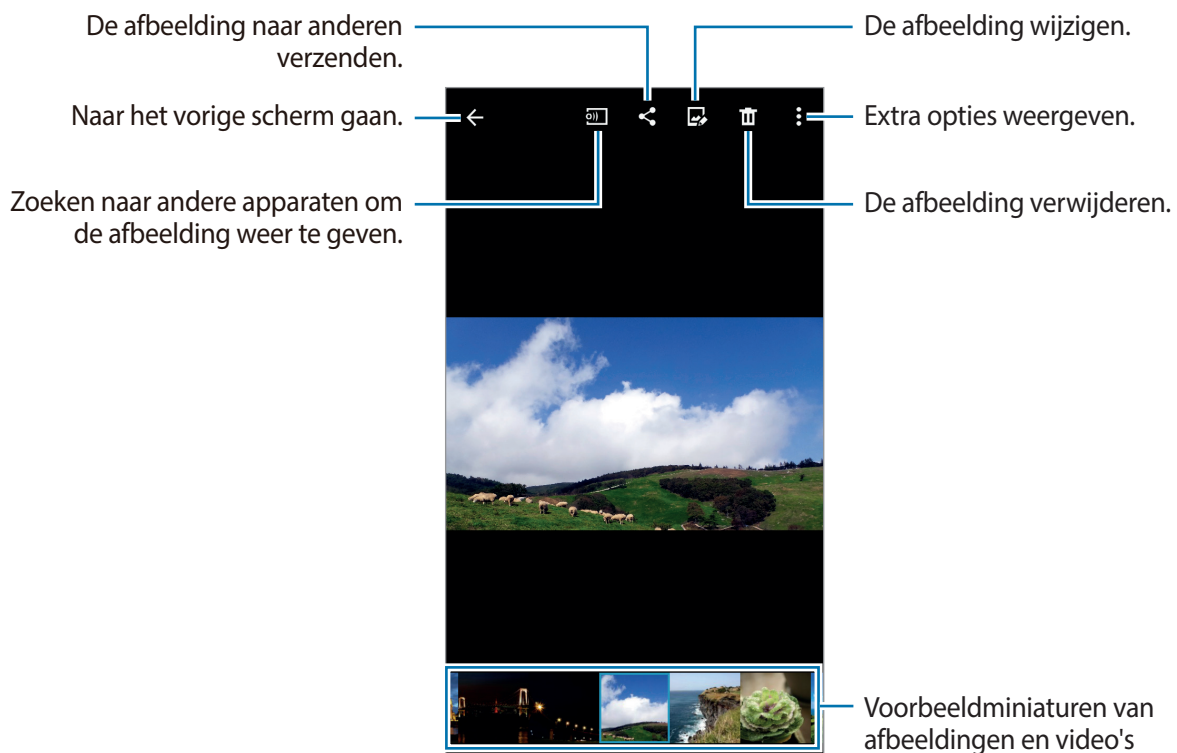 De afbeelding naar anderen
verzenden.
De afbeelding wijzigen.
Naar het vorige scherm gaan.
Extra opties weergeven.
Zoeken naar andere apparaten om
de afbeelding weer te geven.
De afbeelding verwijderen.
Voorbeeldminiaturen van
afbeeldingen en video's